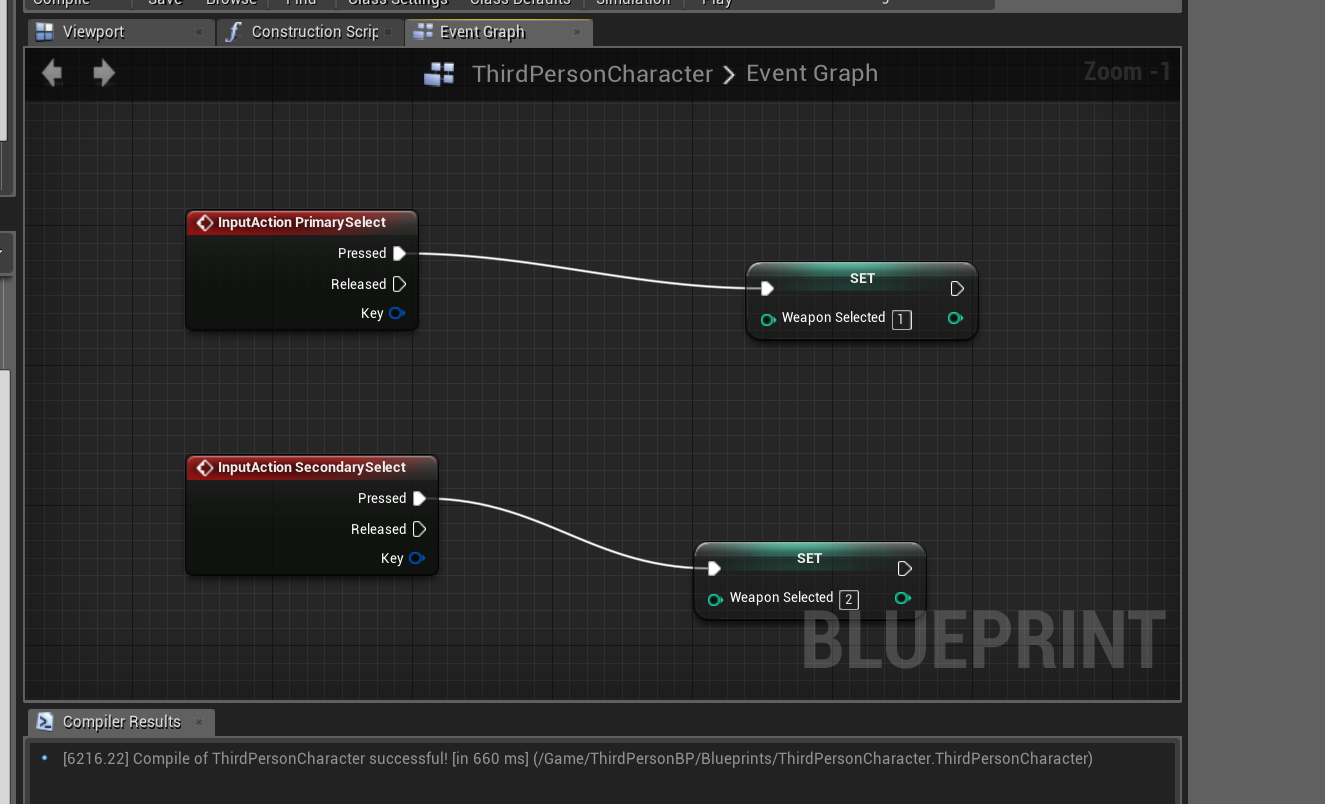 Compile Save Browse Find Class Settings Class Defaults Simulation Play
Viewport Construction Scrip Event Graph
ThirdPersonCharacter Event Graph Zoom -1
InputAction PrimarySelect
Pressed
Released
Key
SET
Weapon Selected 1
InputAction SecondarySelect
Pressed
Released
Key
SET
Weapon Selected 2
BLUEPRINT
Compiler Results
[6216.22] Compile of ThirdPersonCharacter successful! [in 660 ms] (/Game/ThirdPersonBP/Blueprints/ThirdPersonCharacter.ThirdPersonCharacter)